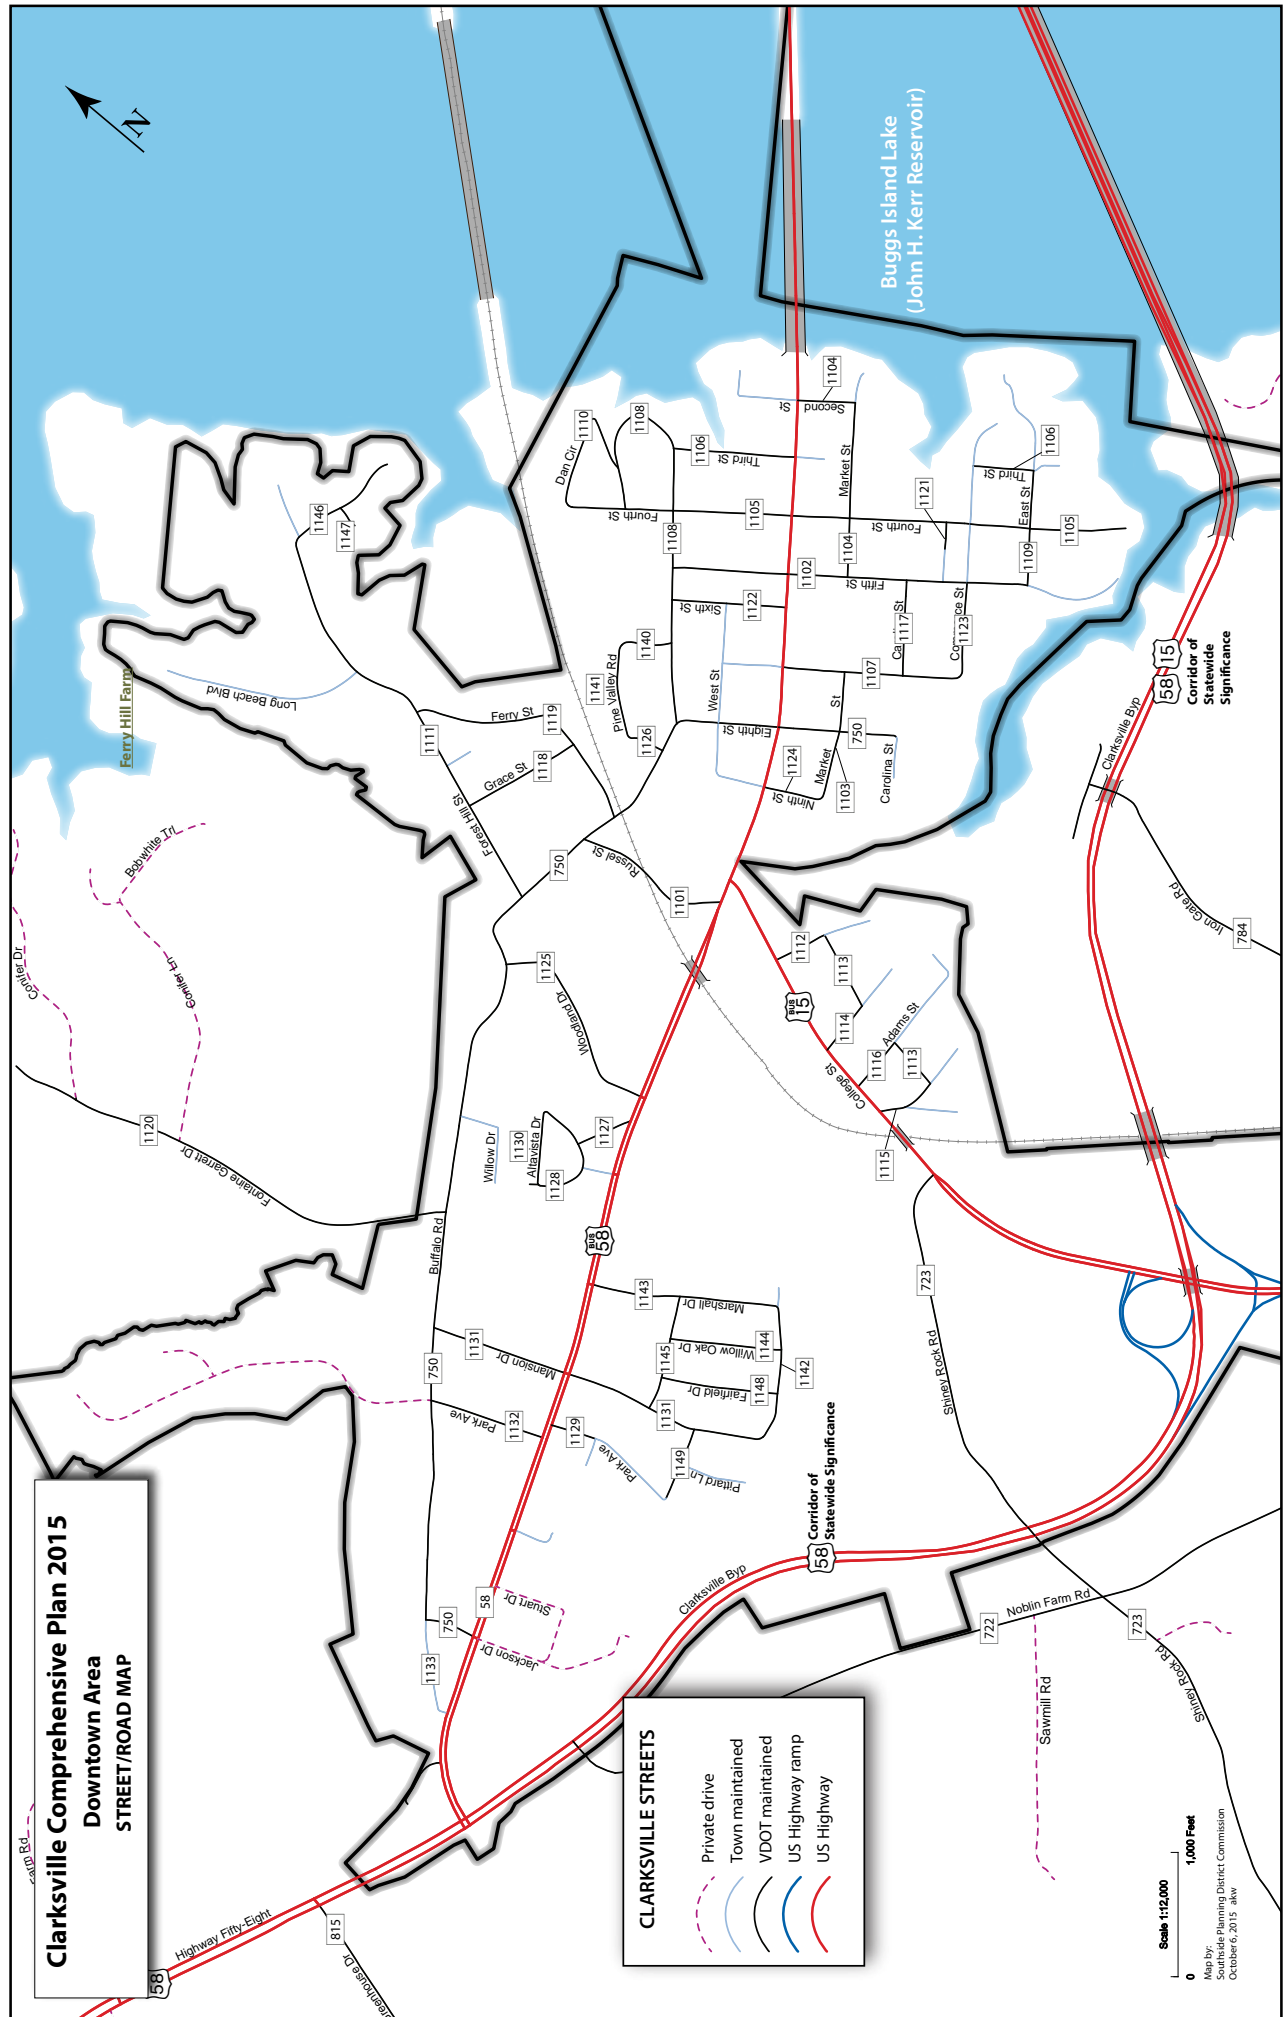 Clarksville Comprehensive Plan 2015
Downtown Area
STREET/ROAD MAP
N
Buggs Island Lake
(John H. Kerr Reservoir)
Ferry Hill Farm
CLARKSVILLE STREETS
Private drive
Town maintained
VDOT maintained
US Highway ramp
US Highway
Scale 1:12,000
0
1,000 Feet
Map by:
Southside Planning District Commission
October 6, 2015 akw
Highway Fifty-Eight
58
815
1133
750
58
Stuart Dr
Jackson Dr
Clarksville Byp
58
Corridor of
Statewide Significance
722
Noblin Farm Rd
723
Shiney Rock Rd
Sawmill Rd
Shiney Rock Rd
723
Park Ave
1132
1129
Park Ave
1149
Pittard Ln
750
1131
Mansion Dr
1131
1145
Fairfield Dr
1148
Willow Oak Dr
1144
1142
Marshall Dr
1143
BUS
58
Buffalo Rd
Fontaine Garrett Dr
1120
Conifer Dr
Conifer Ln
Bobwhite Trl
Willow Dr
1130
Altavista Dr
1128
1127
Woodland Dr
1125
750
Forest Hill St
Grace St
1118
Ferry St
1119
1111
Long Beach Blvd
1146
1147
Russel St
1101
BUS
15
College St
1112
1113
1114
1116
Adams St
1113
1115
Dan Cir
1110
1108
1106
Third St
Fourth St
1105
1108
1102
Fifth St
1122
Sixth St
1140
1141
Pine Valley Rd
1126
West St
Eighth St
1124
Ninth St
Market
St
1103
750
Carolina St
1107
1117
St
1123
Second
St
1104
Market St
1104
Fourth St
1121
1106
Third St
East St
1109
1105
58
15
Corridor of
Statewide
Significance
Clarksville Byp
Iron Gate Rd
784